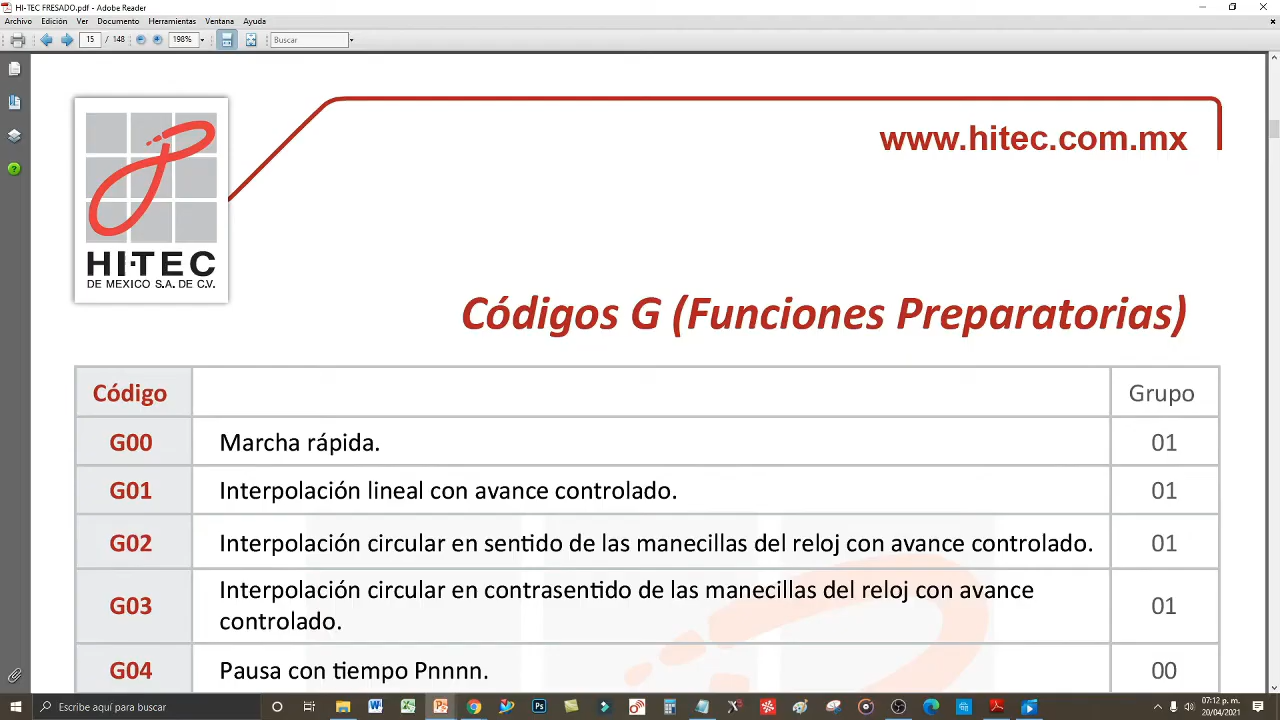 HI-TEC FRESADO.pdf - Adobe Reader
Archivo Edición Ver Documento Herramientas Ventana Ayuda
15 / 148 198% Buscar
www.hitec.com.mx
HI·TEC
DE MEXICO S.A. DE C.V.
Códigos G (Funciones Preparatorias)
Código Grupo
G00 Marcha rápida. 01
G01 Interpolación lineal con avance controlado. 01
G02 Interpolación circular en sentido de las manecillas del reloj con avance controlado. 01
G03 Interpolación circular en contrasentido de las manecillas del reloj con avance
controlado. 01
G04 Pausa con tiempo Pnnnn. 00
Escribe aquí para buscar
07:12 p. m.
20/04/2021